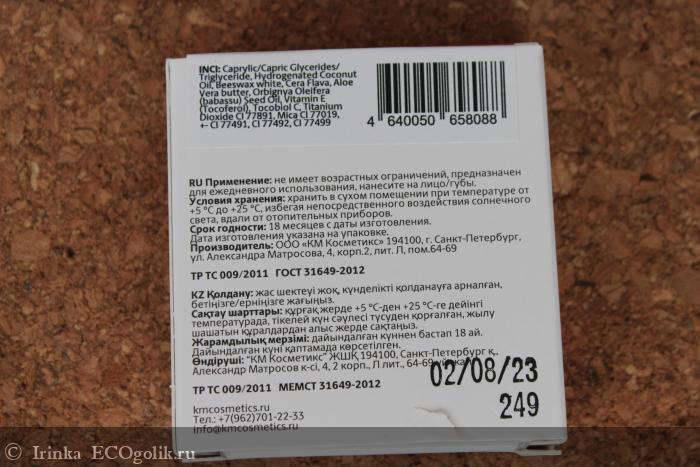 INCI: Caprylic/Capric Glycerides/
Triglyceride, Hydrogenated Coconut
Oil, Beeswax white, Cera Flava, Aloe
Vera butter, Orbignya Oleifera
(babassu) Seed Oil, Vitamin E
(Tocoferol), Tocobiol C, Titanium
Dioxide CI 77891, Mica CI 77019,
+- CI 77491, CI 77492, CI 77499
4 640050 658088
RU Применение: не имеет возрастных ограничений, предназначен
для ежедневного использования, нанесите на лицо/губы.
Условия хранения: хранить в сухом помещении при температуре от
+5 °C до +25 °C, избегая непосредственного воздействия солнечного
света, вдали от отопительных приборов.
Срок годности: 18 месяцев с даты изготовления.
Дата изготовления указана на упаковке.
Производитель: ООО «КМ Косметикс» 194100, г. Санкт-Петербург,
ул. Александра Матросова, 4, корп.2, лит. Л, пом.64-69
ТР ТС 009/2011 ГОСТ 31649-2012
KZ Қолдану: жас шектеуі жоқ, күнделікті қолданауға арналған,
бетіңізге/ерніңізге жағыңыз.
Сақтау шарттары: құрғақ жерде +5 °C-ден +25 °C-ге дейінгі
температурада, тікелей күн сәулесі тусуден қорғалған, жылу
шашатын құралдардан алыс жерде сақтаңыз.
Жарамдылық мерзімі: дайындалған күннен бастап 18 ай.
Дайындалған күні қаптамада көрсетілген.
Өндіруші: "КМ Косметикс" ЖШҚ 194100, Санкт-Петербург қ.,
Александр Матросов к-сі, 4, 2 корп., Л лит., 64-69
02/08/23
ТР ТС 009/2011 МЕМСТ 31649-2012
249
kmcosmetics.ru
Тел.: +7(962)701-22-33
info@kmcosmetics.ru
© Irinka ECOgolik.ru